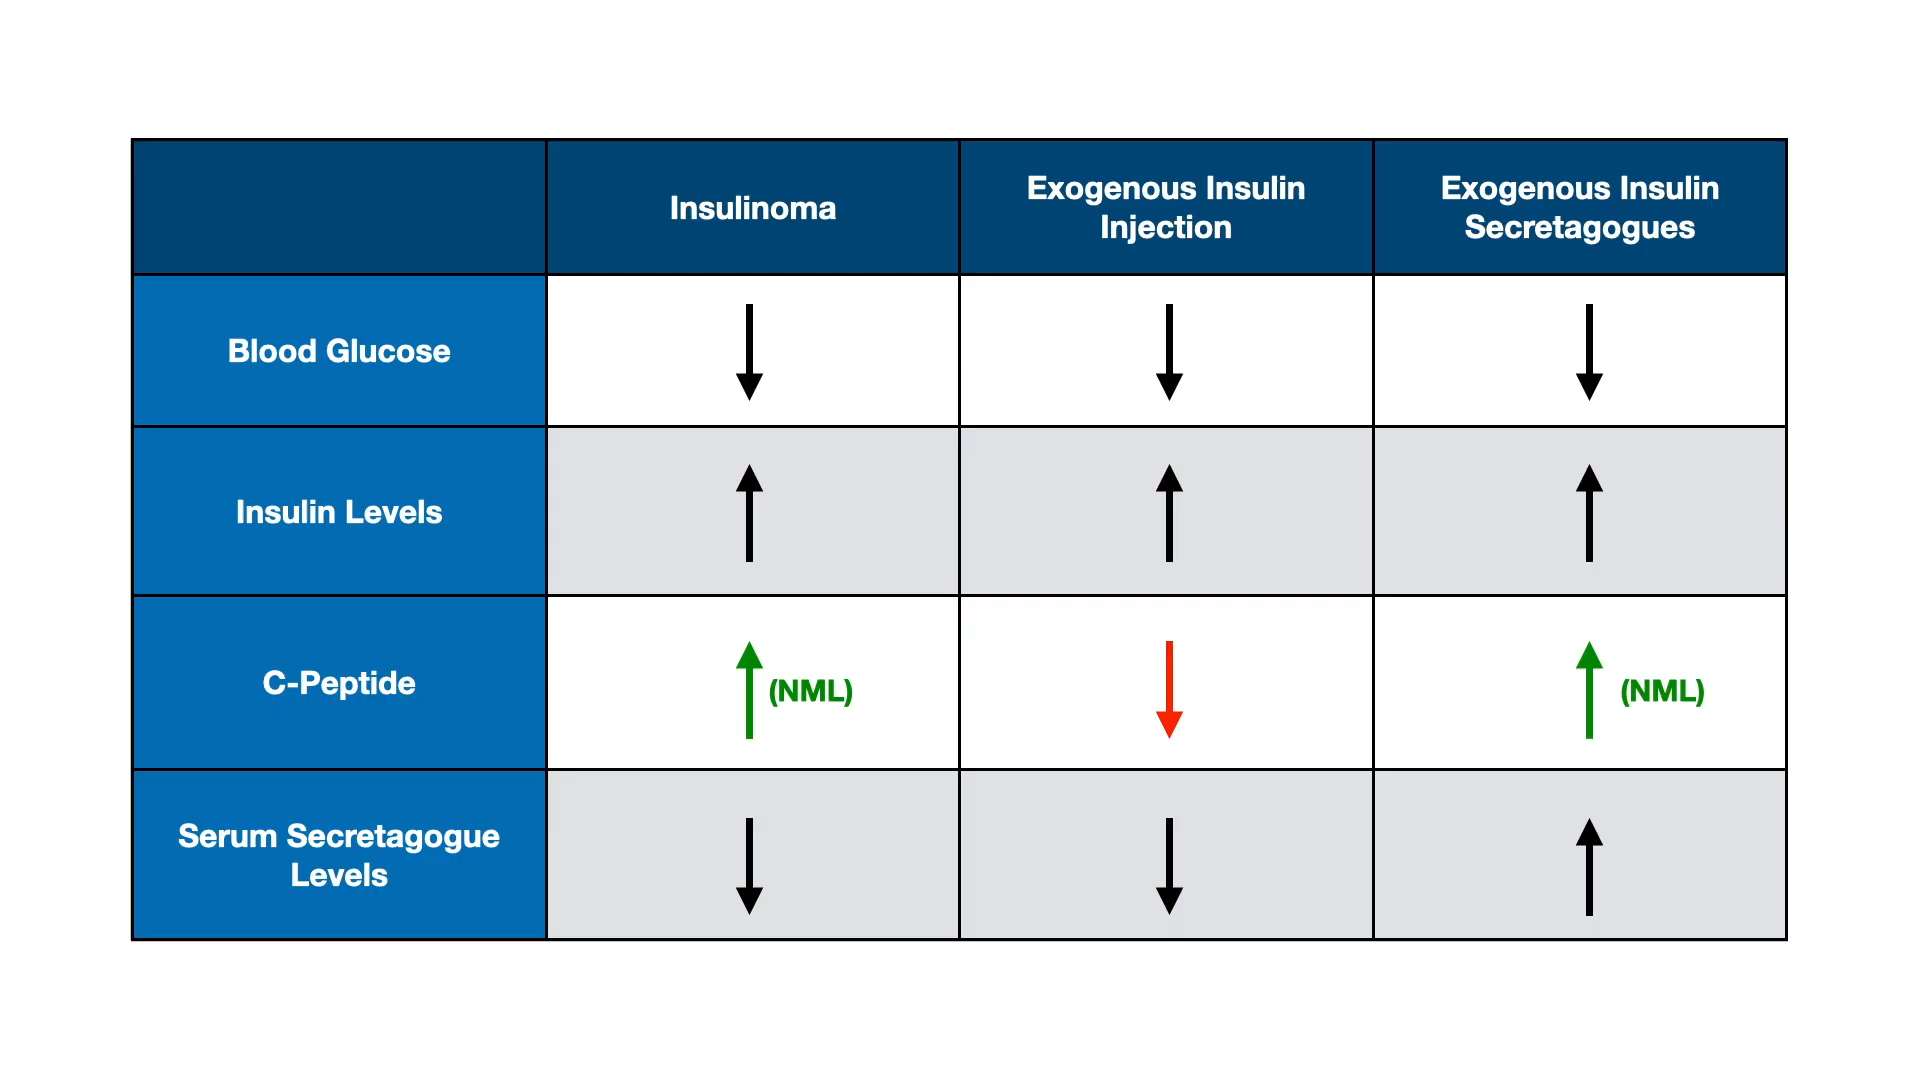 Insulinoma
Exogenous Insulin
Injection
Exogenous Insulin
Secretagogues
Blood Glucose
Insulin Levels
C-Peptide
(NML)
(NML)
Serum Secretagogue
Levels